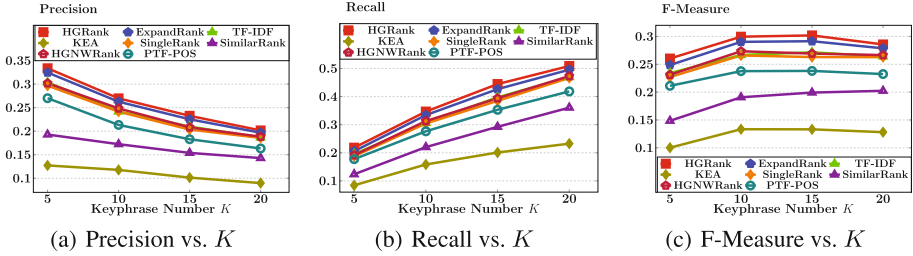 Precision
HGRank ExpandRank TF-IDF
KEA SingleRank SimilarRank
HGNWRank PTF-POS
0.35
0.3
0.25
0.2
0.15
0.1
5 10 15 20
Keyphrase Number K
(a) Precision vs. K
Recall
HGRank ExpandRank TF-IDF
KEA SingleRank SimilarRank
HGNWRank PTF-POS
0.5
0.4
0.3
0.2
0.1
5 10 15 20
Keyphrase Number K
(b) Recall vs. K
F-Measure
0.3
0.25
0.2
0.15
0.1
HGRank ExpandRank TF-IDF
KEA SingleRank SimilarRank
HGNWRank PTF-POS
5 10 15 20
Keyphrase Number K
(c) F-Measure vs. K